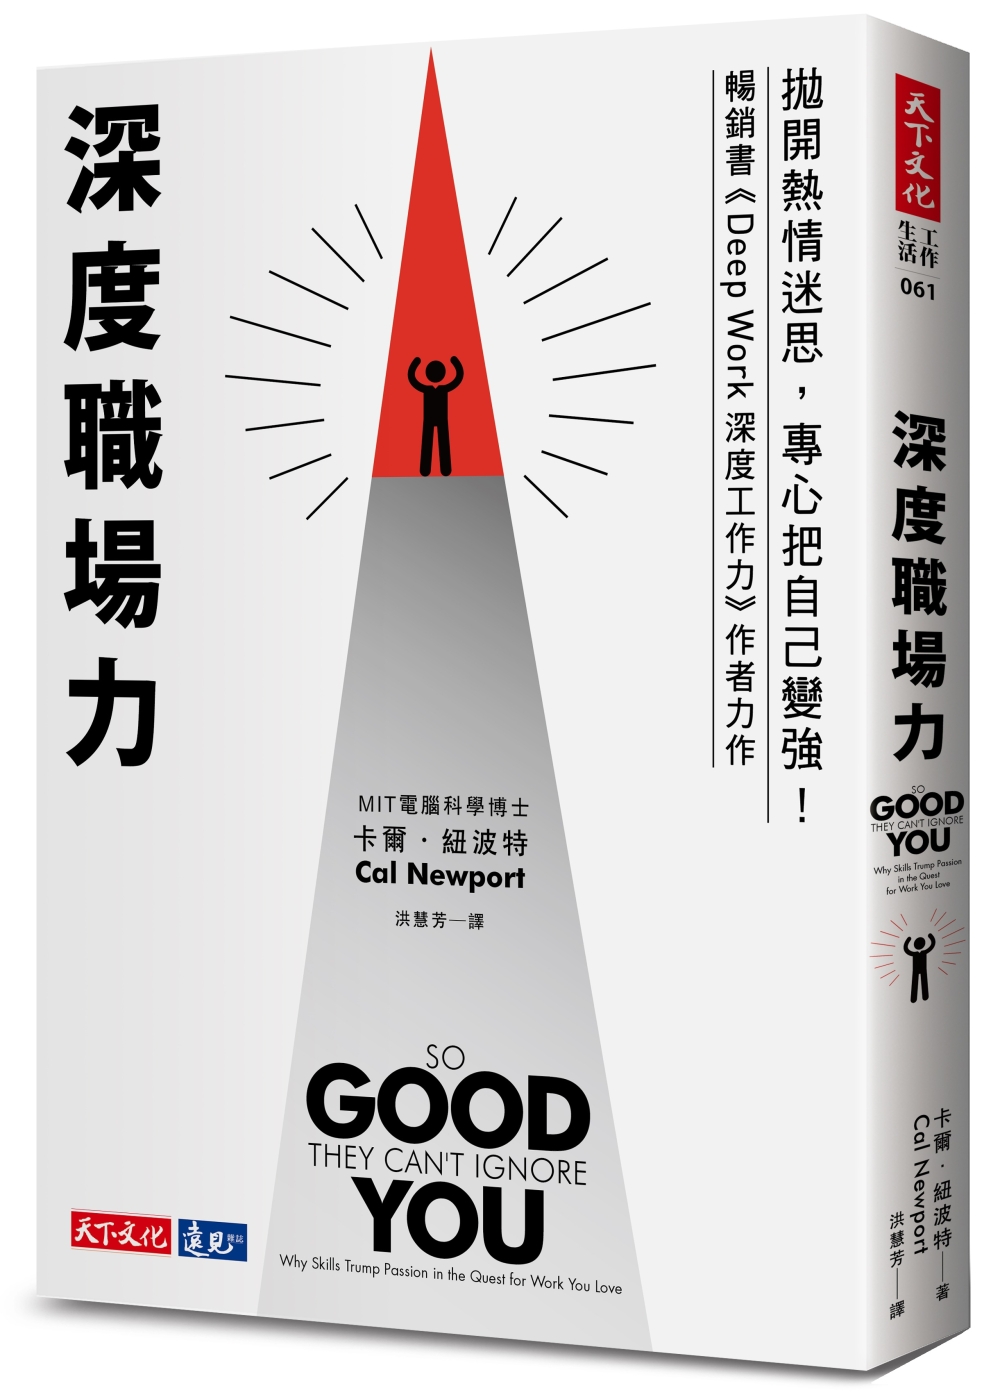 拋開熱情迷思，專心把自己變強！
暢銷書《Deep Work 深度工作力》作者力作
深度職場力
MIT電腦科學博士
卡爾．紐波特
Cal Newport
洪慧芳─譯
SO
GOOD
THEY CAN'T IGNORE
YOU
Why Skills Trump Passion in the Quest for Work You Love
天下文化
遠見雜誌
天下文化
工作
生活
061
深度職場力
SO
GOOD
THEY CAN'T IGNORE
YOU
Why Skills Trump Passion
in the Quest
for Work You Love
卡爾．紐波特──著
Cal Newport
洪慧芳──譯